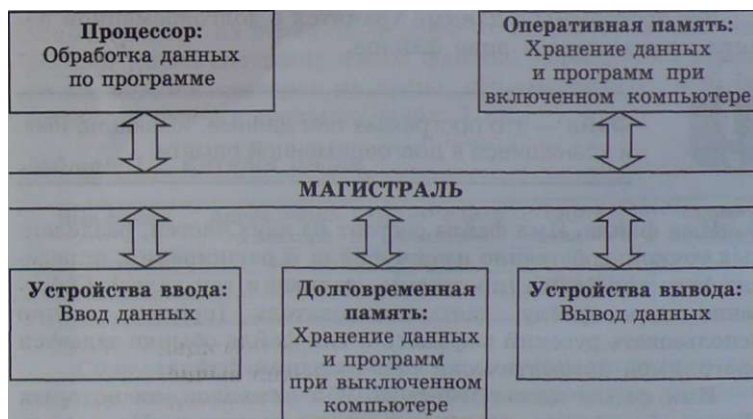 Процессор:
Обработка данных
по программе
Оперативная память:
Хранение данных
и программ при
включенном компьютере
МАГИСТРАЛЬ
Устройства ввода:
Ввод данных
Долговременная
память:
Хранение данных
и программ
при выключенном
компьютере
Устройства вывода:
Вывод данных